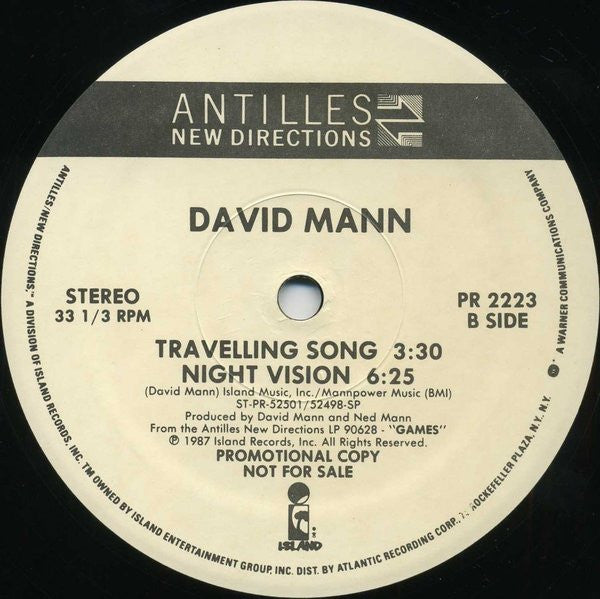 ANTILLES
NEW DIRECTIONS
DAVID MANN
STEREO
33 1/3 RPM
PR 2223
B SIDE
TRAVELLING SONG 3:30
NIGHT VISION 6:25
(David Mann) Island Music, Inc./Mannpower Music (BMI)
ST-PR-52501/52498-SP
Produced by David Mann and Ned Mann
From the Antilles New Directions LP 90628 - "GAMES"
℗ 1987 Island Records, Inc. All Rights Reserved.
PROMOTIONAL COPY
NOT FOR SALE
ISLAND
ANTILLES/NEW DIRECTIONS,™ A DIVISION OF ISLAND RECORDS, INC. TM OWNED BY ISLAND ENTERTAINMENT GROUP, INC. DIST. BY ATLANTIC RECORDING CORP., ROCKEFELLER PLAZA, N.Y. N.Y. A WARNER COMMUNICATIONS COMPANY